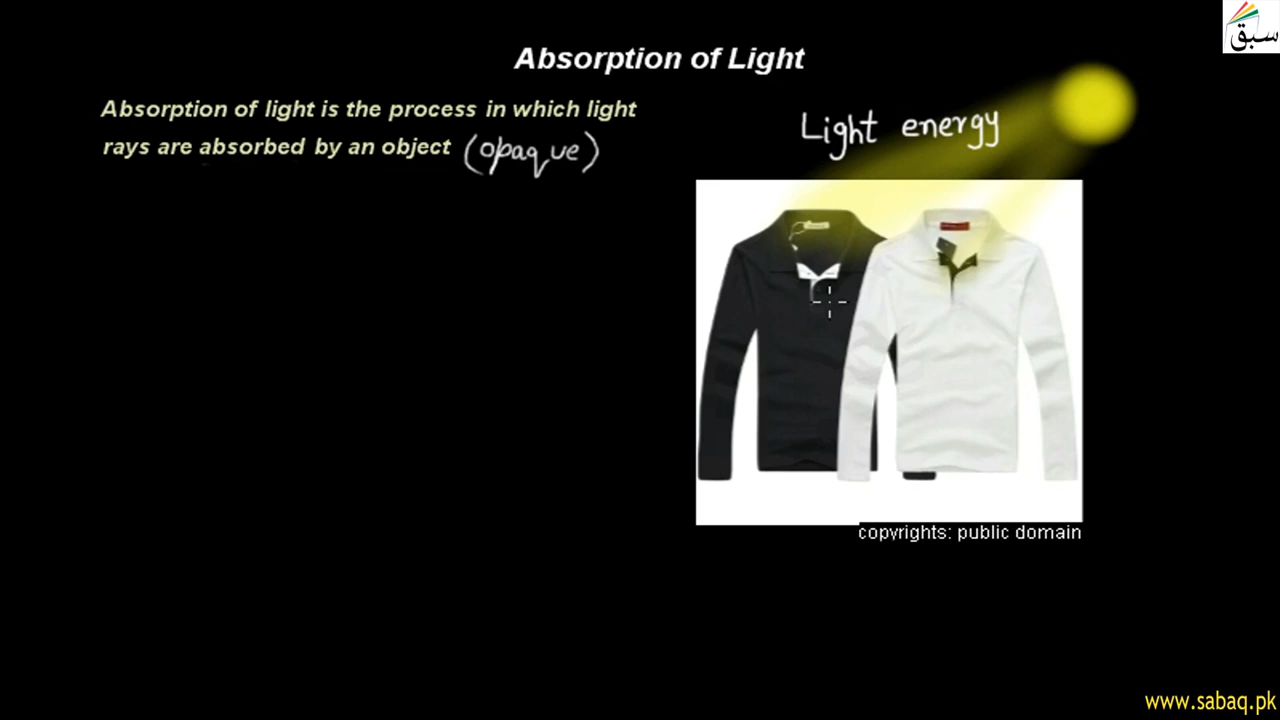 سبق
Absorption of Light
Absorption of light is the process in which light
rays are absorbed by an object (opaque)
Light energy
copyrights: public domain
www.sabaq.pk